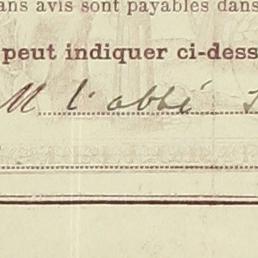 ans avis sont payables dans
peut indiquer ci-dess
M l'abbé